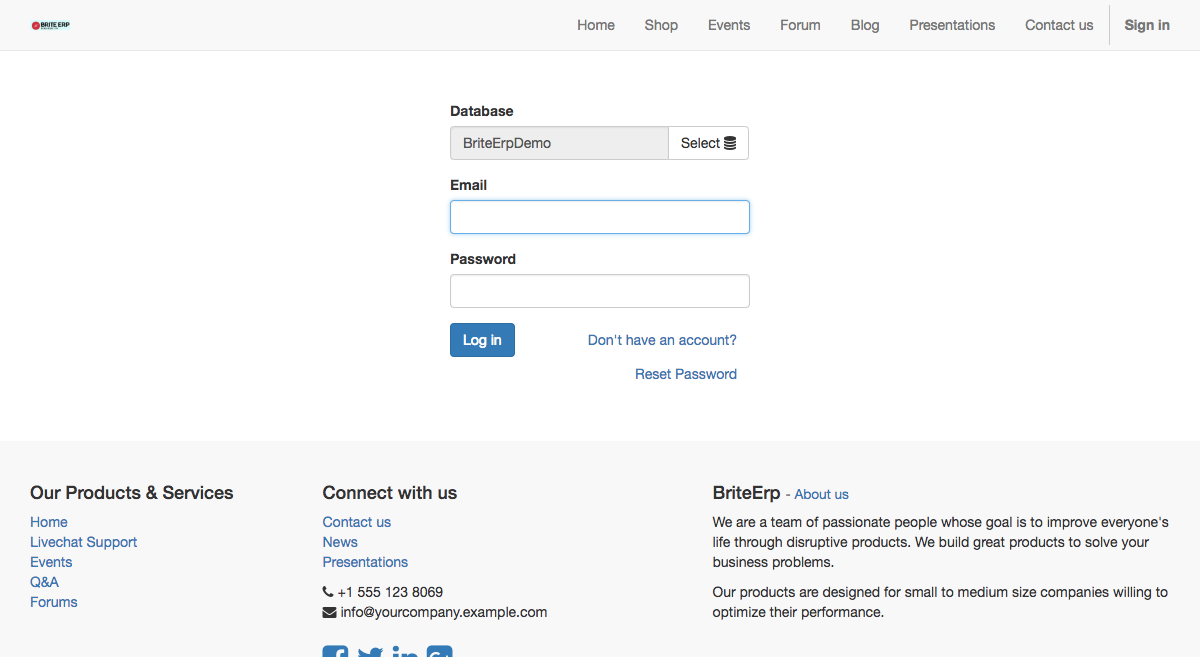 BRITE ERP
Home Shop Events Forum Blog Presentations Contact us Sign in
Database
BriteErpDemo Select
Email
Password
Log in Don't have an account?
Reset Password
Our Products & Services
Home
Livechat Support
Events
Q&A
Forums
Connect with us
Contact us
News
Presentations
+1 555 123 8069
info@yourcompany.example.com
BriteErp - About us
We are a team of passionate people whose goal is to improve everyone's
life through disruptive products. We build great products to solve your
business problems.
Our products are designed for small to medium size companies willing to
optimize their performance.